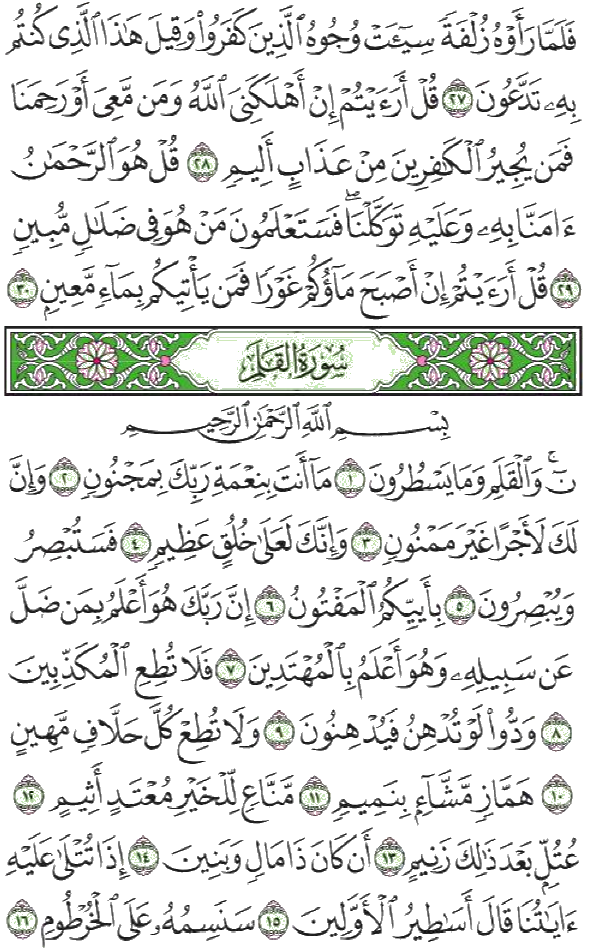 فَلَمَّا رَأَوْهُ زُلْفَةً سِيٓـَٔتْ وُجُوهُ ٱلَّذِينَ كَفَرُوا۟ وَقِيلَ هَٰذَا ٱلَّذِى كُنتُم
بِهِۦ تَدَّعُونَ ٢٧ قُلْ أَرَءَيْتُمْ إِنْ أَهْلَكَنِىَ ٱللَّهُ وَمَن مَّعِىَ أَوْ رَحِمَنَا
فَمَن يُجِيرُ ٱلْكَٰفِرِينَ مِنْ عَذَابٍ أَلِيمٍ ٢٨ قُلْ هُوَ ٱلرَّحْمَٰنُ
ءَامَنَّا بِهِۦ وَعَلَيْهِ تَوَكَّلْنَاۖ فَسَتَعْلَمُونَ مَنْ هُوَ فِى ضَلَٰلٍ مُّبِينٍ
٢٩ قُلْ أَرَءَيْتُمْ إِنْ أَصْبَحَ مَآؤُكُمْ غَوْرًا فَمَن يَأْتِيكُم بِمَآءٍ مَّعِينٍۭ ٣٠
سُورَةُ القَلَمِ
بِسْمِ ٱللَّهِ ٱلرَّحْمَٰنِ ٱلرَّحِيمِ
نٓۚ وَٱلْقَلَمِ وَمَا يَسْطُرُونَ ١ مَآ أَنتَ بِنِعْمَةِ رَبِّكَ بِمَجْنُونٍ ٢ وَإِنَّ
لَكَ لَأَجْرًا غَيْرَ مَمْنُونٍ ٣ وَإِنَّكَ لَعَلَىٰ خُلُقٍ عَظِيمٍ ٤ فَسَتُبْصِرُ
وَيُبْصِرُونَ ٥ بِأَييِّكُمُ ٱلْمَفْتُونُ ٦ إِنَّ رَبَّكَ هُوَ أَعْلَمُ بِمَن ضَلَّ
عَن سَبِيلِهِۦ وَهُوَ أَعْلَمُ بِٱلْمُهْتَدِينَ ٧ فَلَا تُطِعِ ٱلْمُكَذِّبِينَ
٨ وَدُّوا۟ لَوْ تُدْهِنُ فَيُدْهِنُونَ ٩ وَلَا تُطِعْ كُلَّ حَلَّافٍ مَّهِينٍ
١٠ هَمَّازٍ مَّشَّآءٍۭ بِنَمِيمٍ ١١ مَّنَّاعٍ لِّلْخَيْرِ مُعْتَدٍ أَثِيمٍ ١٢
عُتُلٍّۭ بَعْدَ ذَٰلِكَ زَنِيمٍ ١٣ أَن كَانَ ذَا مَالٍ وَبَنِينَ ١٤ إِذَا تُتْلَىٰ عَلَيْهِ
ءَايَٰتُنَا قَالَ أَسَٰطِيرُ ٱلْأَوَّلِينَ ١٥ سَنَسِمُهُۥ عَلَى ٱلْخُرْطُومِ ١٦